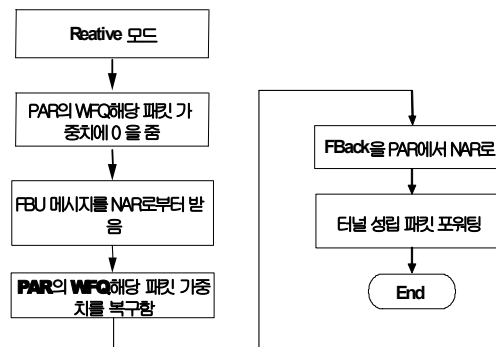 Reative 모드
PAR의 WFQ해당 패킷 가
중치에 0 을 줌
FBU 메시지를 NAR로부터 받
음
PAR의 WFQ해당 패킷 가중
치를 복구함
FBack을 PAR에서 NAR로
터널 성립 패킷 포워팅
End